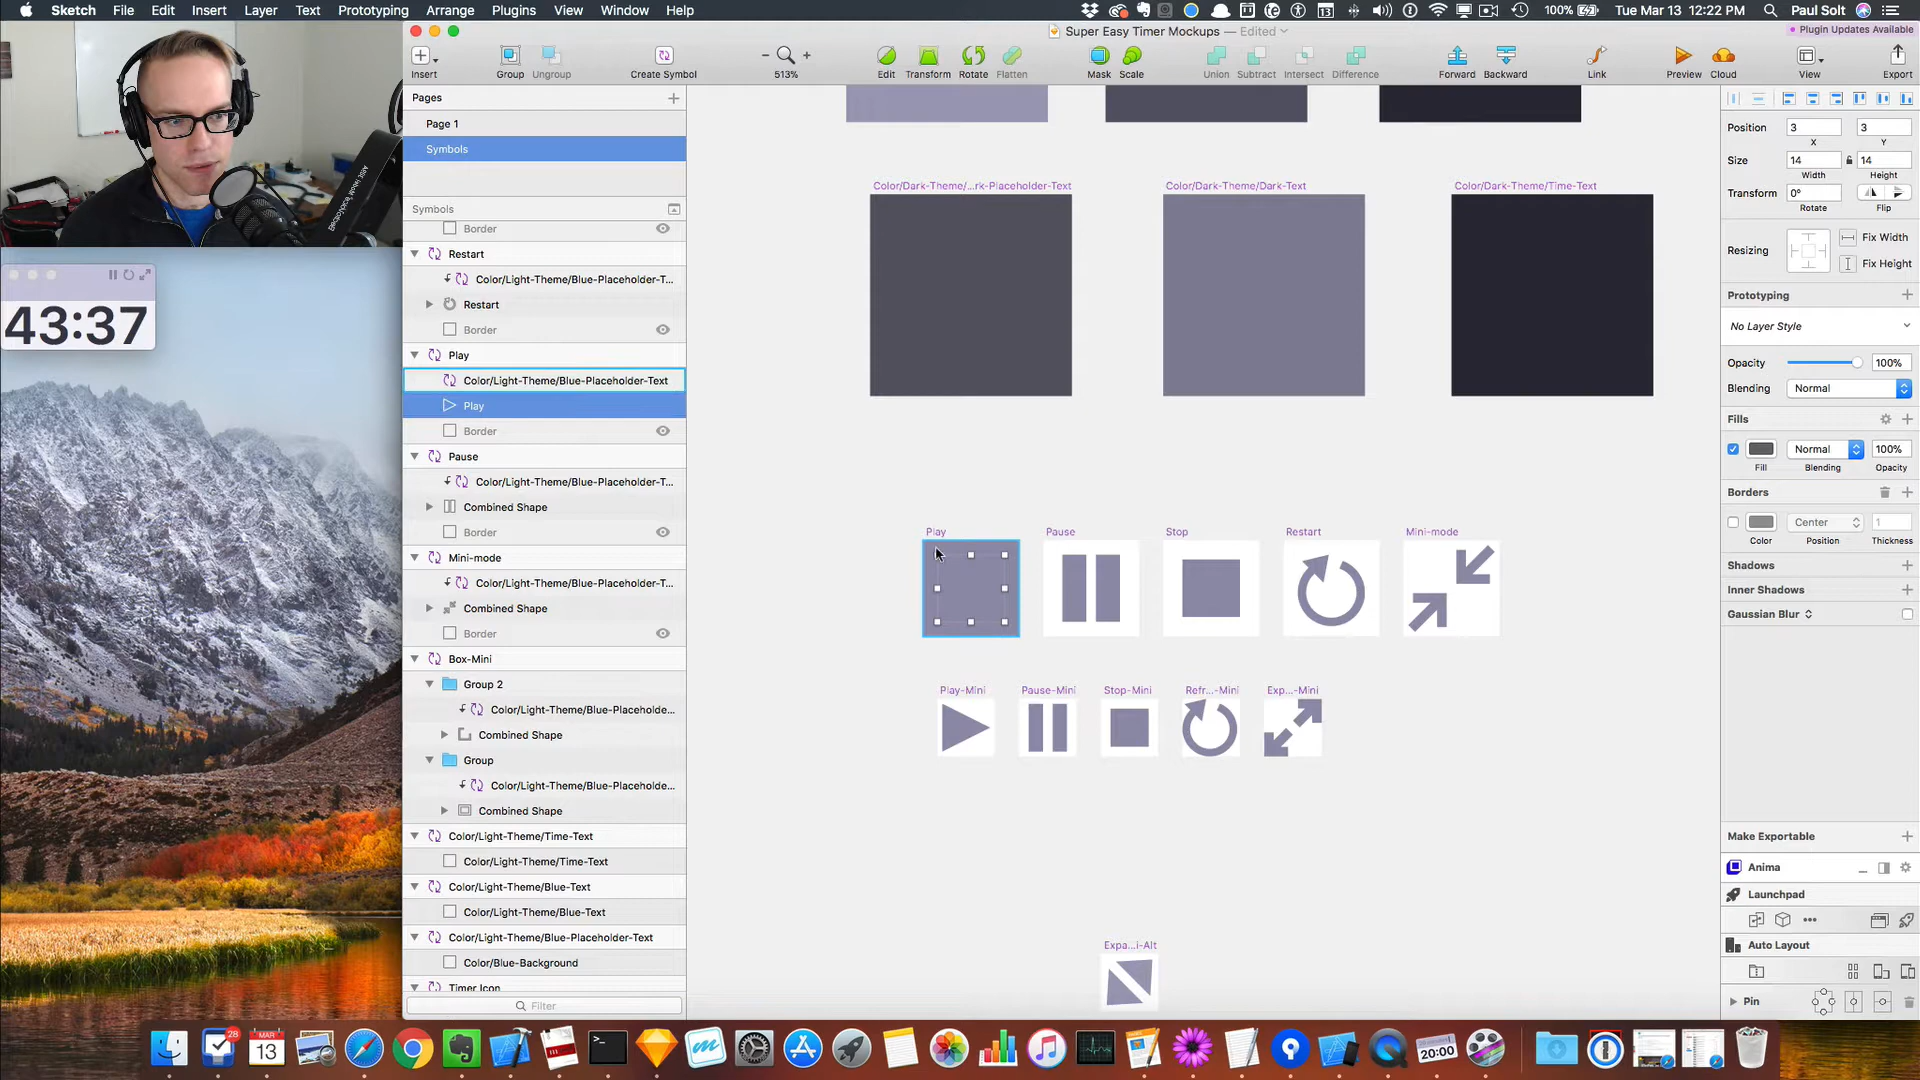 Sketch File Edit Insert Layer Text Prototyping Arrange Plugins View Window Help
100% Tue Mar 13 12:22 PM Paul Solt
Super Easy Timer Mockups — Edited
Plugin Updates Available
Insert Group Ungroup Create Symbol 513% Edit Transform Rotate Flatten Mask Scale Union Subtract Intersect Difference Forward Backward Link Preview Cloud View Export
Pages
Page 1
Symbols
Symbols
Border
Restart
Color/Light-Theme/Blue-Placeholder-T...
Restart
Border
Play
Color/Light-Theme/Blue-Placeholder-Text
Play
Border
Pause
Color/Light-Theme/Blue-Placeholder-T...
Combined Shape
Border
Mini-mode
Color/Light-Theme/Blue-Placeholder-T...
Combined Shape
Border
Box-Mini
Group 2
Color/Light-Theme/Blue-Placeholde...
Combined Shape
Group
Color/Light-Theme/Blue-Placeholde...
Combined Shape
Color/Light-Theme/Time-Text
Color/Light-Theme/Time-Text
Color/Light-Theme/Blue-Text
Color/Light-Theme/Blue-Text
Color/Light-Theme/Blue-Placeholder-Text
Color/Blue-Background
Timer Icon
Filter
43:37
Color/Dark-Theme/...rk-Placeholder-Text
Color/Dark-Theme/Dark-Text
Color/Dark-Theme/Time-Text
Play Pause Stop Restart Mini-mode
Play-Mini Pause-Mini Stop-Mini Refr...-Mini Exp...-Mini
Expa...i-Alt
Position 3 3
X Y
Size 14 14
Width Height
Transform 0°
Rotate Flip
Resizing Fix Width
Fix Height
Prototyping
No Layer Style
Opacity 100%
Blending Normal
Fills
Normal 100%
Fill Blending Opacity
Borders
Center 1
Color Position Thickness
Shadows
Inner Shadows
Gaussian Blur
Make Exportable
Anima
Launchpad
Auto Layout
Pin
28
MAR
13
20:00